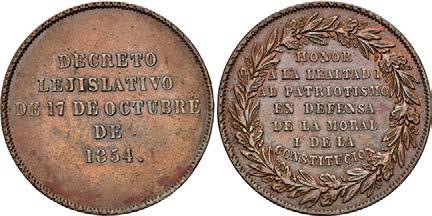 DECRETO
LEJISLATIVO
DE 17 DE OCTUBRE
DE
1854.
HONOR
A LA LEALTAD I
AL PATRIOTISMO,
EN DEFENSA
DE LA MORAL
I DE LA
CONSTITUCION